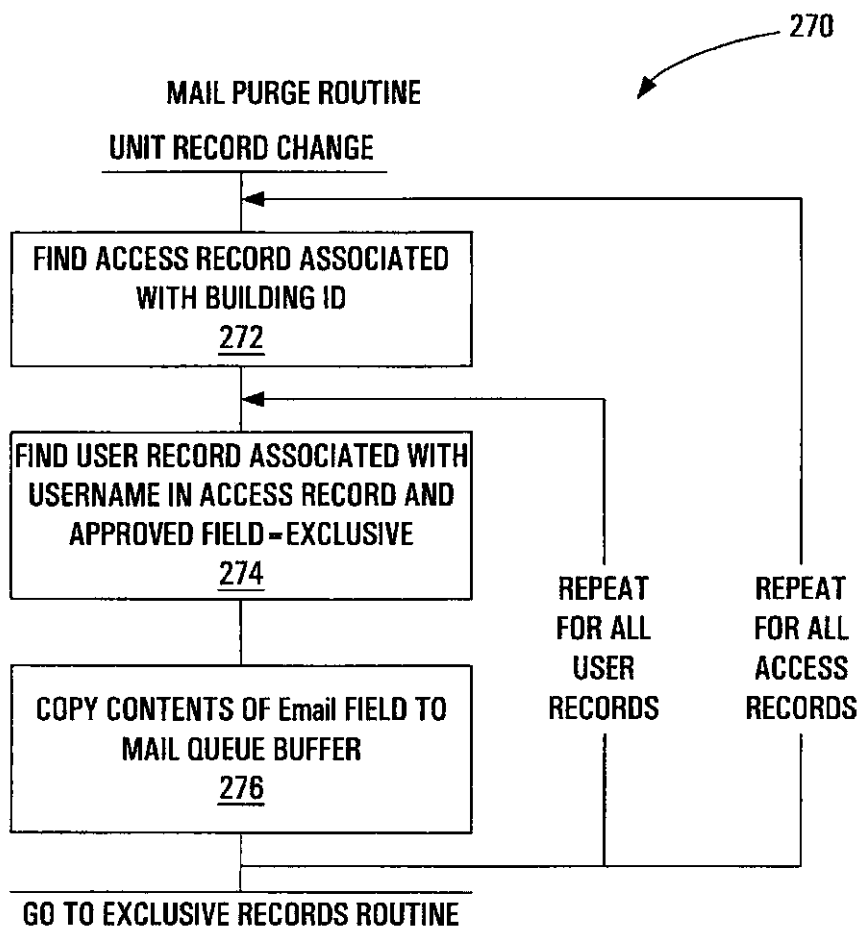 270
MAIL PURGE ROUTINE
UNIT RECORD CHANGE
FIND ACCESS RECORD ASSOCIATED
WITH BUILDING ID
272
FIND USER RECORD ASSOCIATED WITH
USERNAME IN ACCESS RECORD AND
APPROVED FIELD=EXCLUSIVE
274
COPY CONTENTS OF Email FIELD TO
MAIL QUEUE BUFFER
276
REPEAT
FOR ALL
USER
RECORDS
REPEAT
FOR ALL
ACCESS
RECORDS
GO TO EXCLUSIVE RECORDS ROUTINE